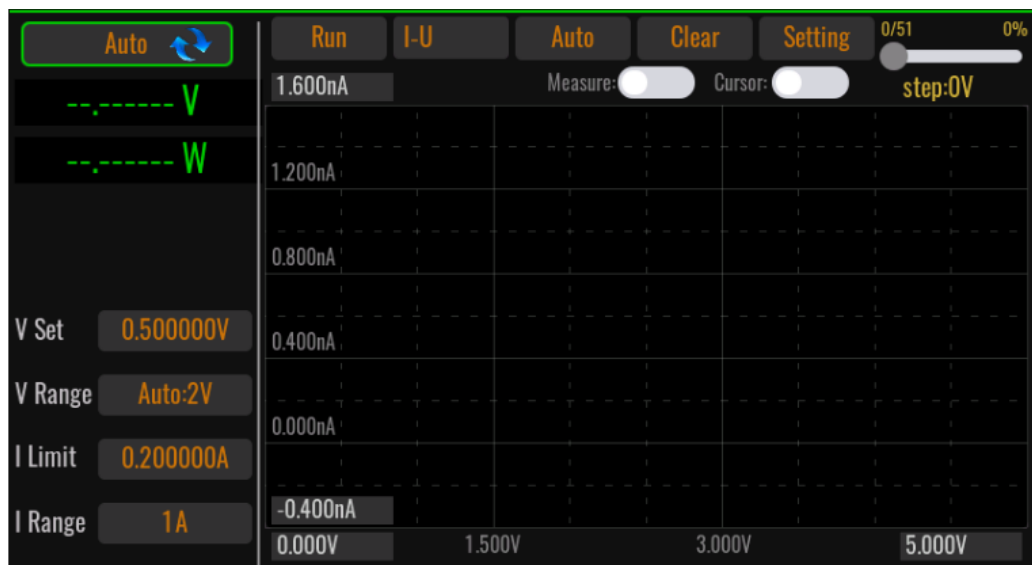 Auto
--.------ V
--.------ W
V Set 0.500000V
V Range Auto:2V
I Limit 0.200000A
I Range 1A
Run I-U Auto Clear Setting 0/51 0%
1.600nA Measure: Cursor: step:0V
1.200nA
0.800nA
0.400nA
0.000nA
-0.400nA
0.000V 1.500V 3.000V 5.000V